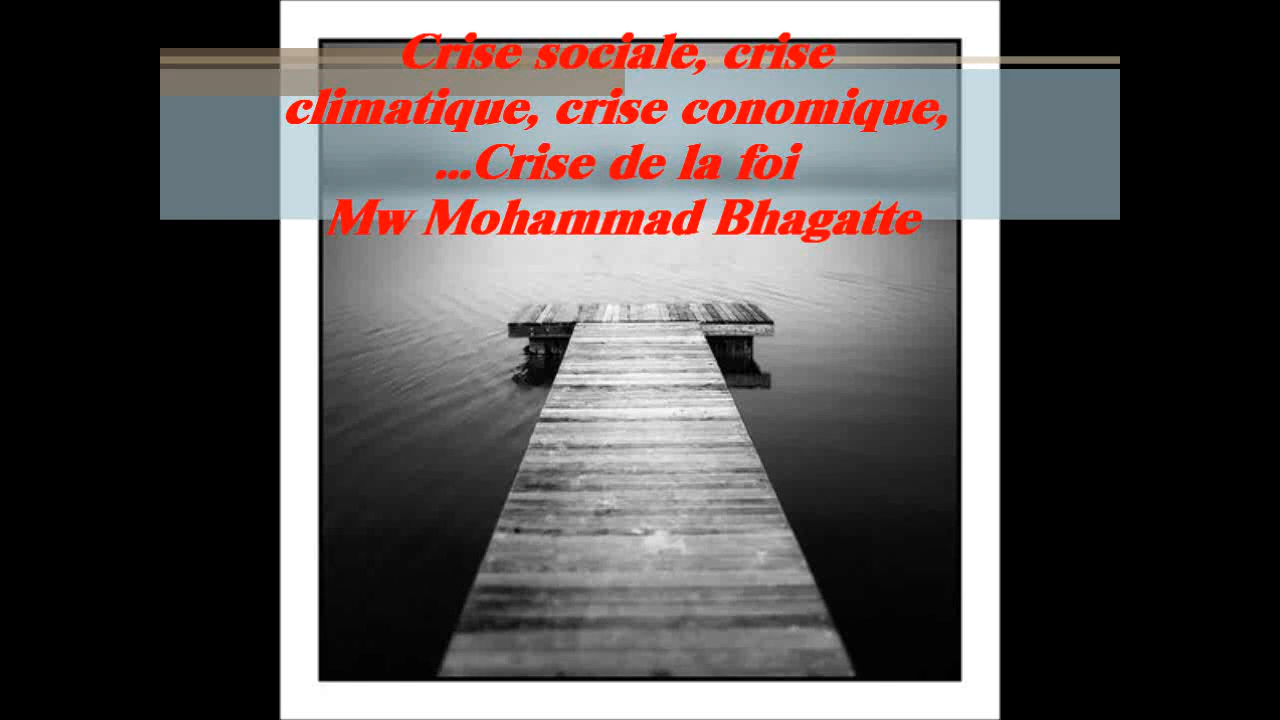 Crise sociale, crise
climatique, crise conomique,
...Crise de la foi
Mw Mohammad Bhagatte